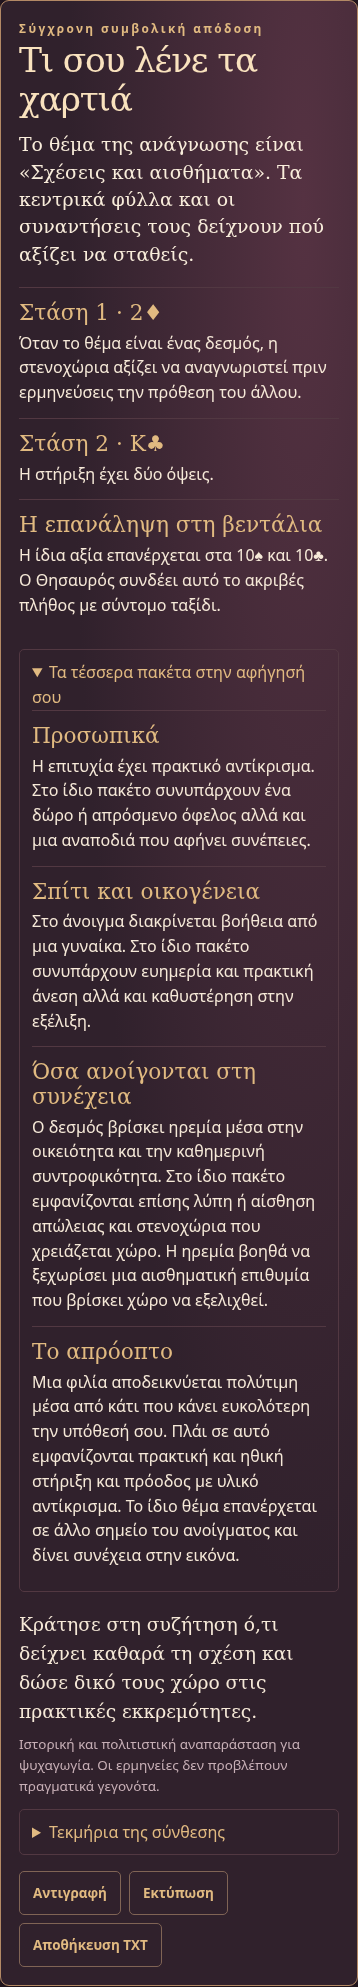 Σύγχρονη συμβολική απόδοση
Τι σου λένε τα
χαρτιά
Το θέμα της ανάγνωσης είναι
«Σχέσεις και αισθήματα». Τα
κεντρικά φύλλα και οι
συναντήσεις τους δείχνουν πού
αξίζει να σταθείς.
Στάση 1 · 2♦
Όταν το θέμα είναι ένας δεσμός, η
στενοχώρια αξίζει να αναγνωριστεί πριν
ερμηνεύσεις την πρόθεση του άλλου.
Στάση 2 · K♣
Η στήριξη έχει δύο όψεις.
Η επανάληψη στη βεντάλια
Η ίδια αξία επανέρχεται στα 10♠ και 10♣.
Ο Θησαυρός συνδέει αυτό το ακριβές
πλήθος με σύντομο ταξίδι.
▼ Τα τέσσερα πακέτα στην αφήγησή
σου
Προσωπικά
Η επιτυχία έχει πρακτικό αντίκρισμα.
Στο ίδιο πακέτο συνυπάρχουν ένα
δώρο ή απρόσμενο όφελος αλλά και
μια αναποδιά που αφήνει συνέπειες.
Σπίτι και οικογένεια
Στο άνοιγμα διακρίνεται βοήθεια από
μια γυναίκα. Στο ίδιο πακέτο
συνυπάρχουν ευημερία και πρακτική
άνεση αλλά και καθυστέρηση στην
εξέλιξη.
Όσα ανοίγονται στη
συνέχεια
Ο δεσμός βρίσκει ηρεμία μέσα στην
οικειότητα και την καθημερινή
συντροφικότητα. Στο ίδιο πακέτο
εμφανίζονται επίσης λύπη ή αίσθηση
απώλειας και στενοχώρια που
χρειάζεται χώρο. Η ηρεμία βοηθά να
ξεχωρίσει μια αισθηματική επιθυμία
που βρίσκει χώρο να εξελιχθεί.
Το απρόοπτο
Μια φιλία αποδεικνύεται πολύτιμη
μέσα από κάτι που κάνει ευκολότερη
την υπόθεσή σου. Πλάι σε αυτό
εμφανίζονται πρακτική και ηθική
στήριξη και πρόοδος με υλικό
αντίκρισμα. Το ίδιο θέμα επανέρχεται
σε άλλο σημείο του ανοίγματος και
δίνει συνέχεια στην εικόνα.
Κράτησε στη συζήτηση ό,τι
δείχνει καθαρά τη σχέση και
δώσε δικό τους χώρο στις
πρακτικές εκκρεμότητες.
Ιστορική και πολιτιστική αναπαράσταση για
ψυχαγωγία. Οι ερμηνείες δεν προβλέπουν
πραγματικά γεγονότα.
▶ Τεκμήρια της σύνθεσης
Αντιγραφή
Εκτύπωση
Αποθήκευση TXT